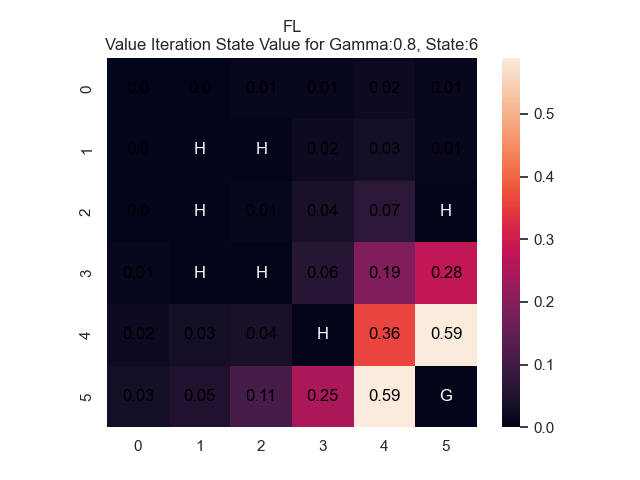 FL
Value Iteration State Value for Gamma:0.8, State:6
0 0.0 0.0 0.01 0.01 0.02 0.01
1 0.0 H H 0.02 0.03 0.01
2 0.0 H 0.01 0.04 0.07 H
3 0.01 H H 0.06 0.19 0.28
4 0.02 0.03 0.04 H 0.36 0.59
5 0.03 0.05 0.11 0.25 0.59 G
0 1 2 3 4 5
0.5
0.4
0.3
0.2
0.1
0.0